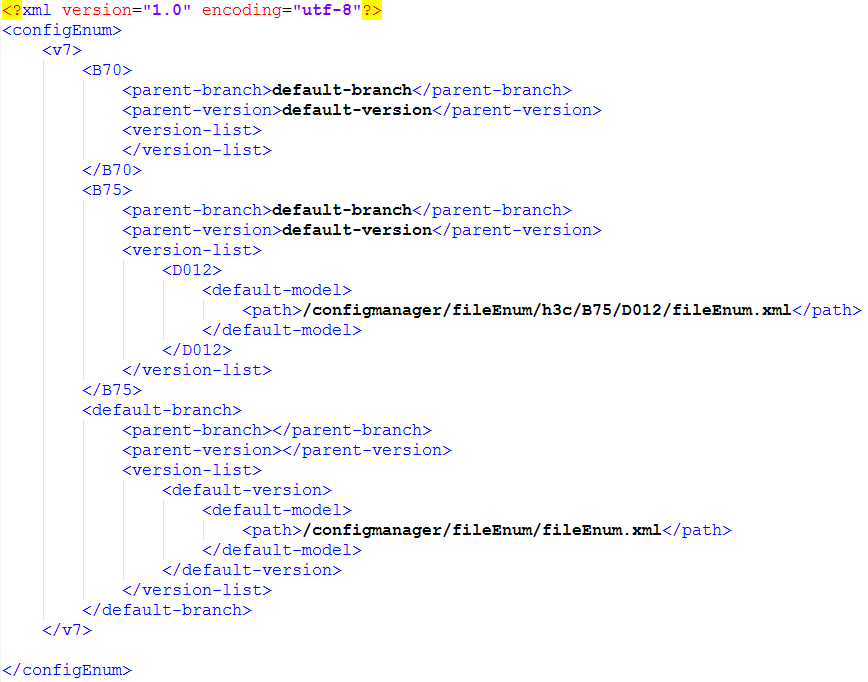 <?xml version="1.0" encoding="utf-8"?>
<configEnum>
    <v7>
        <B70>
            <parent-branch>default-branch</parent-branch>
            <parent-version>default-version</parent-version>
            <version-list>
            </version-list>
        </B70>
        <B75>
            <parent-branch>default-branch</parent-branch>
            <parent-version>default-version</parent-version>
            <version-list>
                <D012>
                    <default-model>
                        <path>/configmanager/fileEnum/h3c/B75/D012/fileEnum.xml</path>
                    </default-model>
                </D012>
            </version-list>
        </B75>
        <default-branch>
            <parent-branch></parent-branch>
            <parent-version></parent-version>
            <version-list>
                <default-version>
                    <default-model>
                        <path>/configmanager/fileEnum/fileEnum.xml</path>
                    </default-model>
                </default-version>
            </version-list>
        </default-branch>
    </v7>

</configEnum>